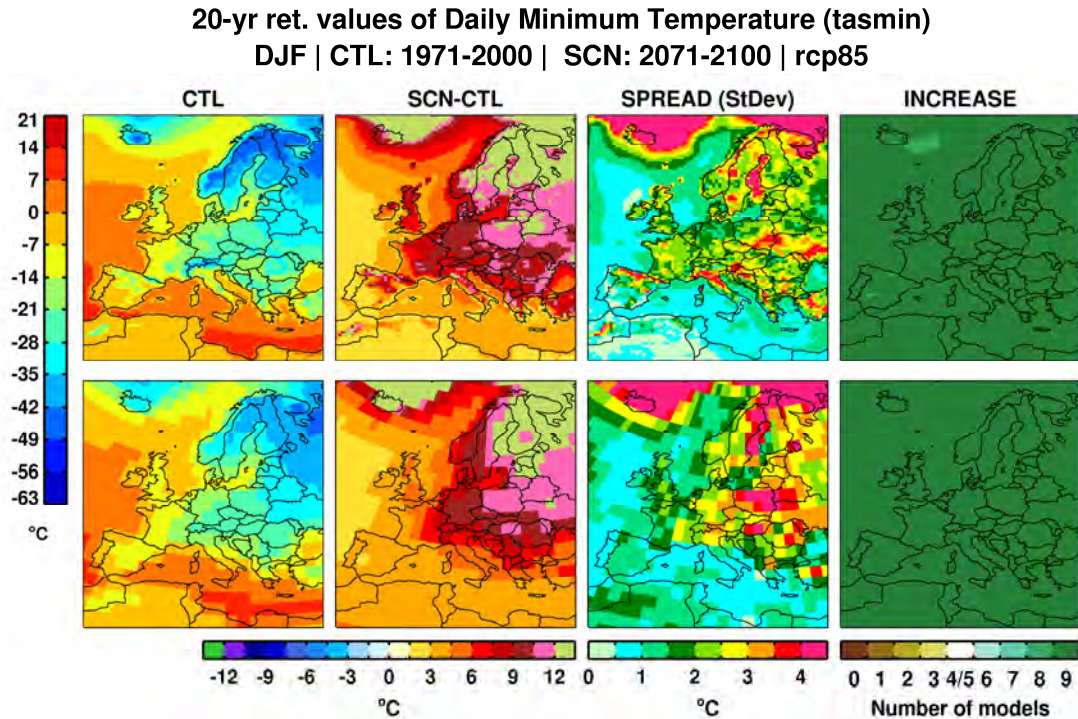 20-yr ret. values of Daily Minimum Temperature (tasmin)
DJF | CTL: 1971-2000 | SCN: 2071-2100 | rcp85
CTL SCN-CTL SPREAD (StDev) INCREASE
21
14
7
0
-7
-14
-21
-28
-35
-42
-49
-56
-63
ºC
-12 -9 -6 -3 0 3 6 9 12
ºC
0 1 2 3 4
ºC
0 1 2 3 4/5 6 7 8 9
Number of models